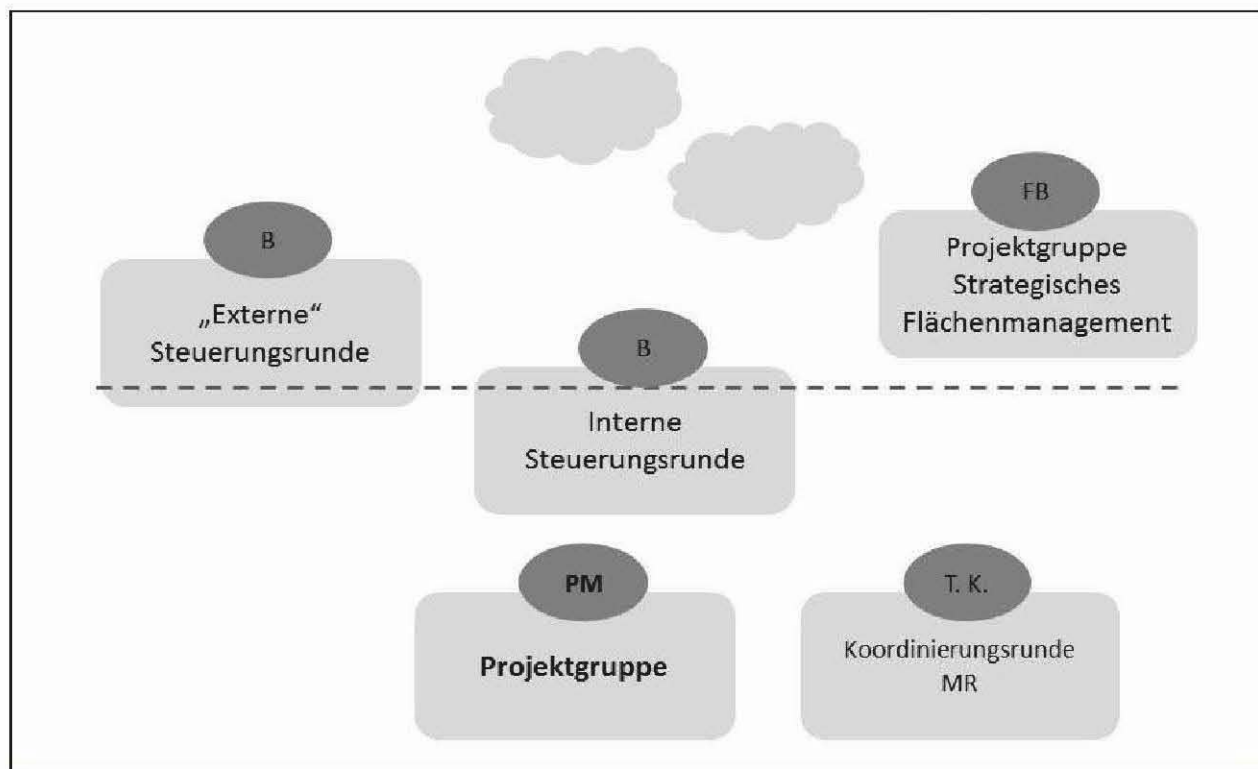 B
„Externe“
Steuerungsrunde
B
Interne
Steuerungsrunde
FB
Projektgruppe
Strategisches
Flächenmanagement
PM
Projektgruppe
T. K.
Koordinierungsrunde
MR